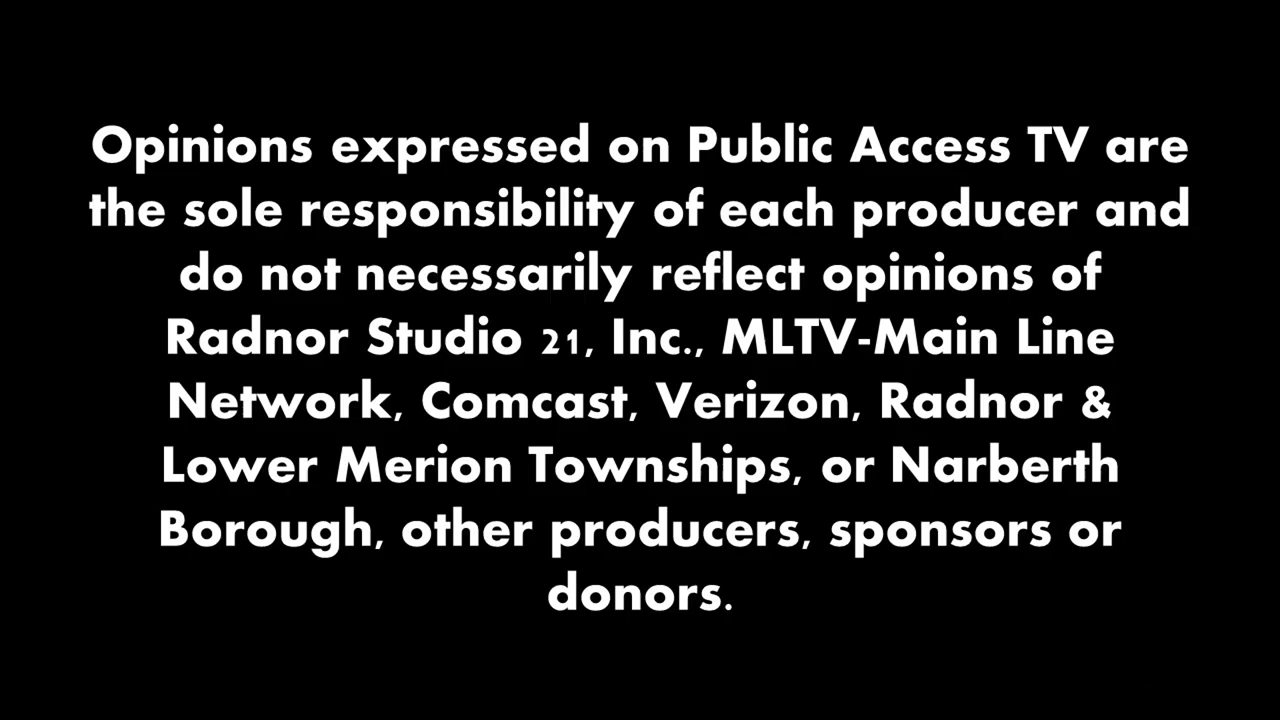 Opinions expressed on Public Access TV are
the sole responsibility of each producer and
do not necessarily reflect opinions of
Radnor Studio 21, Inc., MLTV-Main Line
Network, Comcast, Verizon, Radnor &
Lower Merion Townships, or Narberth
Borough, other producers, sponsors or
donors.